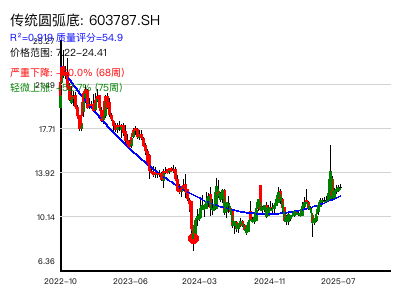 传统圆弧底: 603787.SH
R²=0.919 质量评分=54.9
价格范围: 7.22-24.41
严重下降:
(68周)
轻微上涨:
(75周)
17.71
13.92
10.14
6.36
2022-10
2023-06
2024-03
2024-11
2025-07